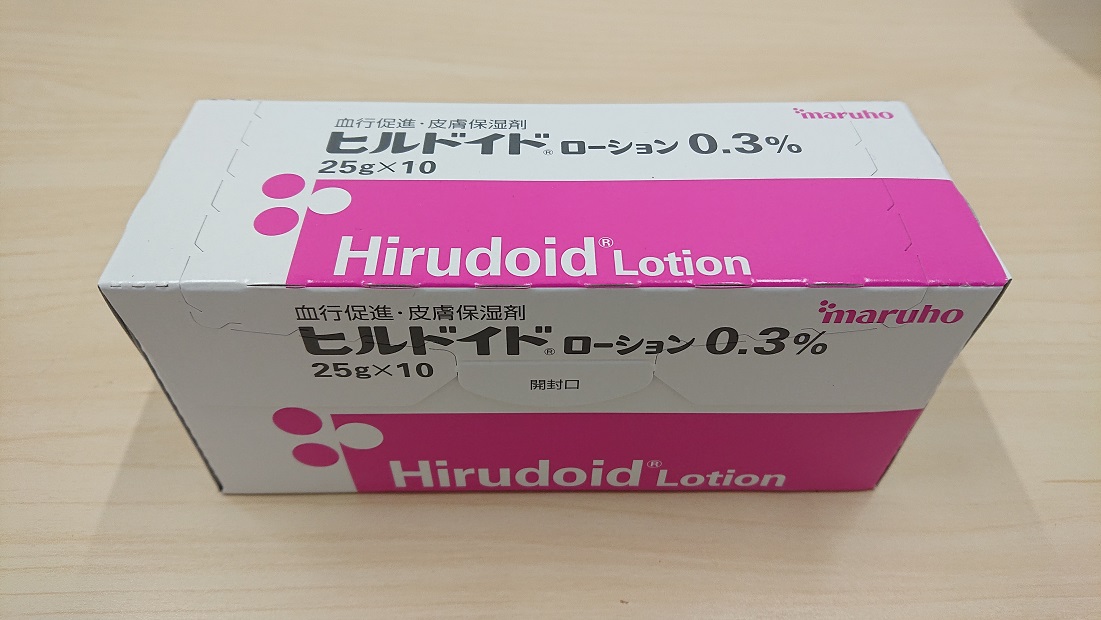 maruho
血行促進・皮膚保湿剤
ヒルドイド® ローション 0.3%
25g×10
Hirudoid® Lotion
血行促進・皮膚保湿剤
maruho
ヒルドイド® ローション 0.3%
25g×10
開封口
Hirudoid® Lotion